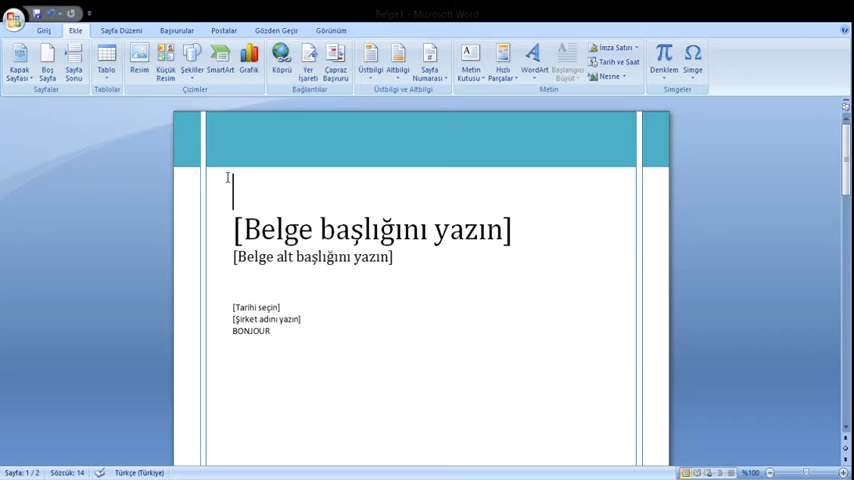 Belge1 - Microsoft Word
Giriş Ekle Sayfa Düzeni Başvurular Postalar Gözden Geçir Görünüm
Kapak Sayfası Boş Sayfa Sayfa Sonu Tablo Resim Küçük Resim Şekiller SmartArt Grafik Köprü Yer İşareti Çapraz Başvuru Üstbilgi Altbilgi Sayfa Numarası Metin Kutusu Hızlı Parçalar WordArt Başlangıç Büyüt İmza Satırı Tarih ve Saat Nesne Denklem Simge
Sayfalar Tablolar Çizimler Bağlantılar Üstbilgi ve Altbilgi Metin Simgeler
[Belge başlığını yazın]
[Belge alt başlığını yazın]
[Tarihi seçin]
[Şirket adını yazın]
BONJOUR
Sayfa: 1 / 2 Sözcük: 14 Türkçe (Türkiye) %100